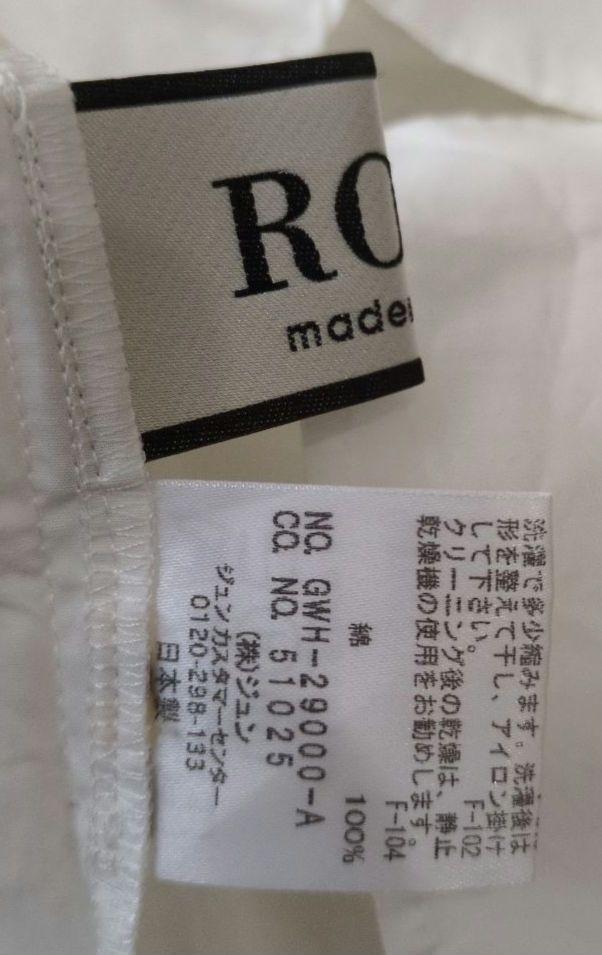 RO
made
洗濯で多少縮みます。洗濯後は
形を整えて干し、アイロン掛け
して下さい。 F-102
クリーニング後の乾燥は、静止
乾燥機の使用をお勧めします。
F-104
綿 100%
NO. GWH-29000-A
CO. NO. 51025
(株)ジュン
ジュンカスタマーセンター
0120-298-133
日本製